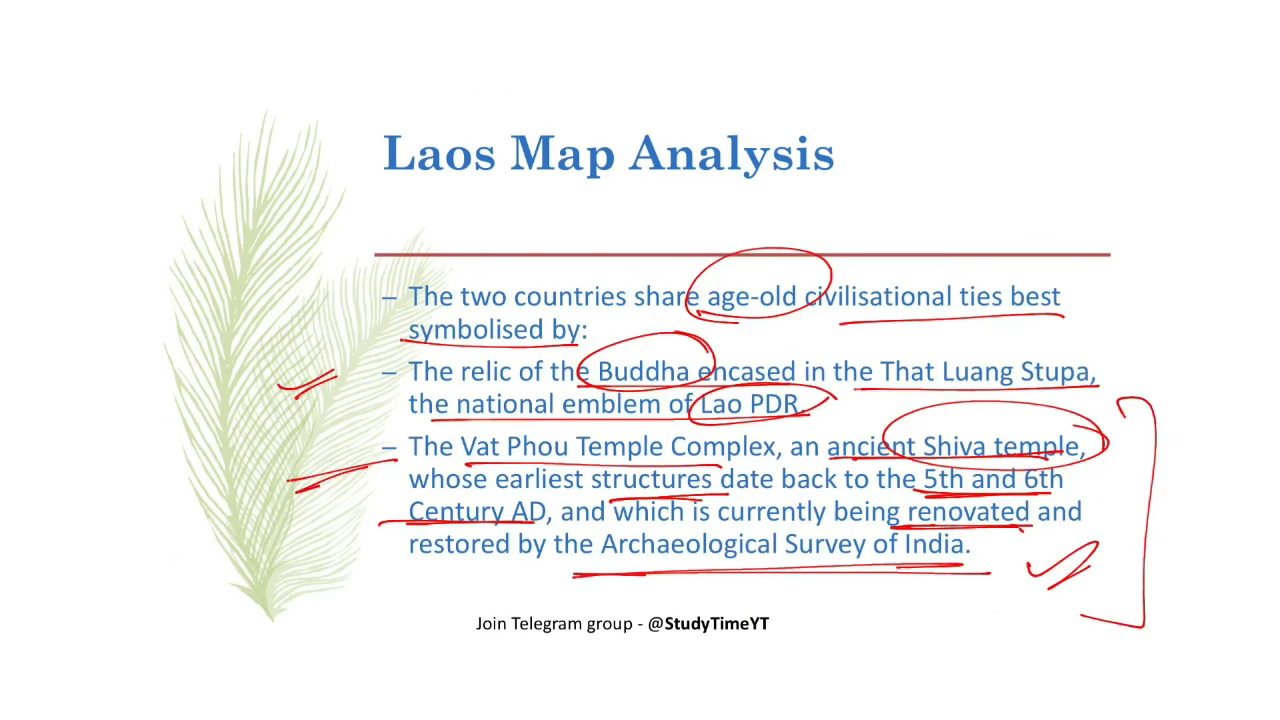 Laos Map Analysis
– The two countries share age-old civilisational ties best
symbolised by:
– The relic of the Buddha encased in the That Luang Stupa,
the national emblem of Lao PDR.
– The Vat Phou Temple Complex, an ancient Shiva temple,
whose earliest structures date back to the 5th and 6th
Century AD, and which is currently being renovated and
restored by the Archaeological Survey of India.
Join Telegram group - @StudyTimeYT